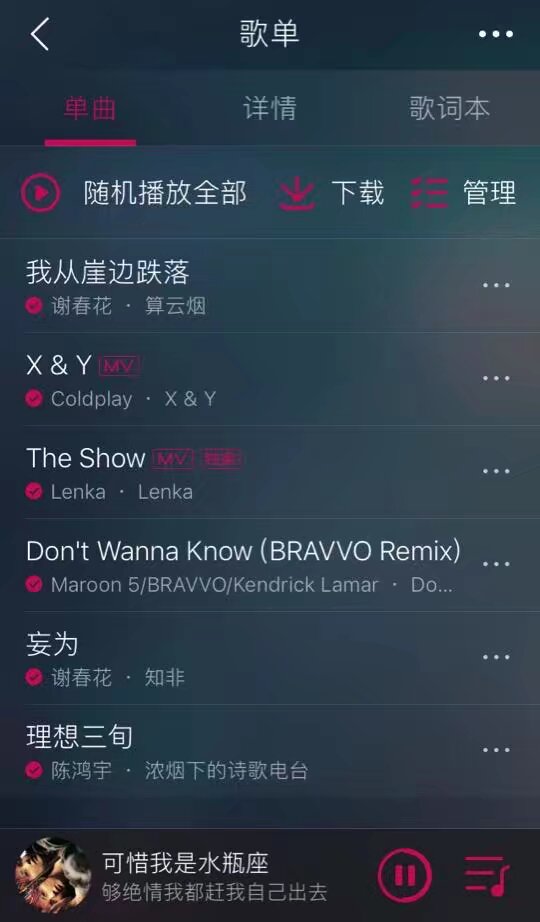 歌单
单曲 详情 歌词本
随机播放全部 下载 管理
我从崖边跌落
谢春花 · 算云烟
X & Y MV
Coldplay · X & Y
The Show MV 独家
Lenka · Lenka
Don't Wanna Know (BRAVVO Remix)
Maroon 5/BRAVVO/Kendrick Lamar · Do...
妄为
谢春花 · 知非
理想三旬
陈鸿宇 · 浓烟下的诗歌电台
可惜我是水瓶座
够绝情我都赶我自己出去